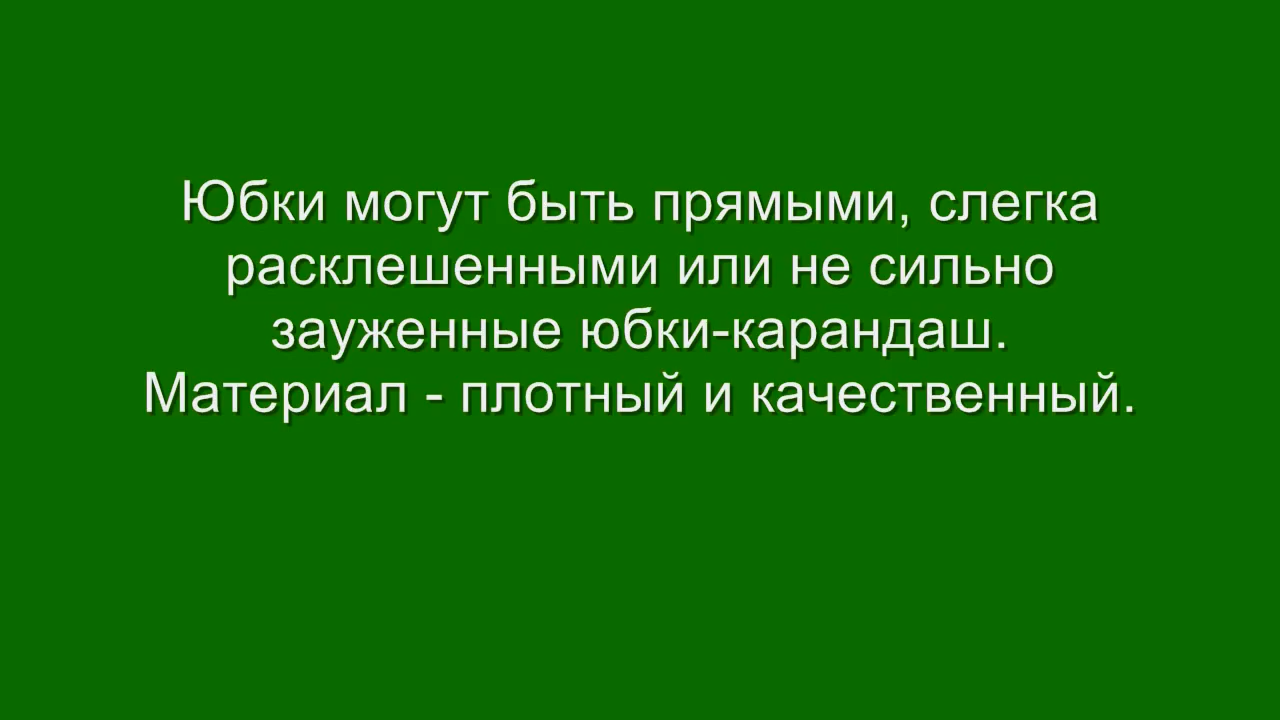 Юбки могут быть прямыми, слегка
расклешенными или не сильно
зауженные юбки-карандаш.
Материал - плотный и качественный.